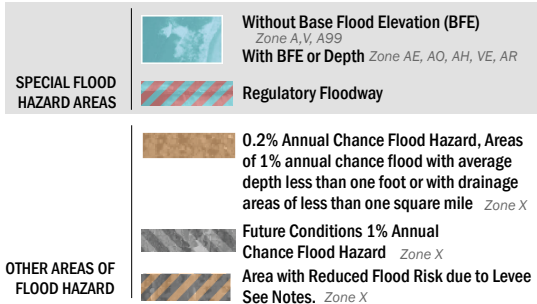 Without Base Flood Elevation (BFE)
Zone A,V, A99
With BFE or Depth Zone AE, AO, AH, VE, AR
SPECIAL FLOOD
HAZARD AREAS
Regulatory Floodway
0.2% Annual Chance Flood Hazard, Areas
of 1% annual chance flood with average
depth less than one foot or with drainage
areas of less than one square mile Zone X
Future Conditions 1% Annual
Chance Flood Hazard Zone X
OTHER AREAS OF
FLOOD HAZARD
Area with Reduced Flood Risk due to Levee
See Notes. Zone X